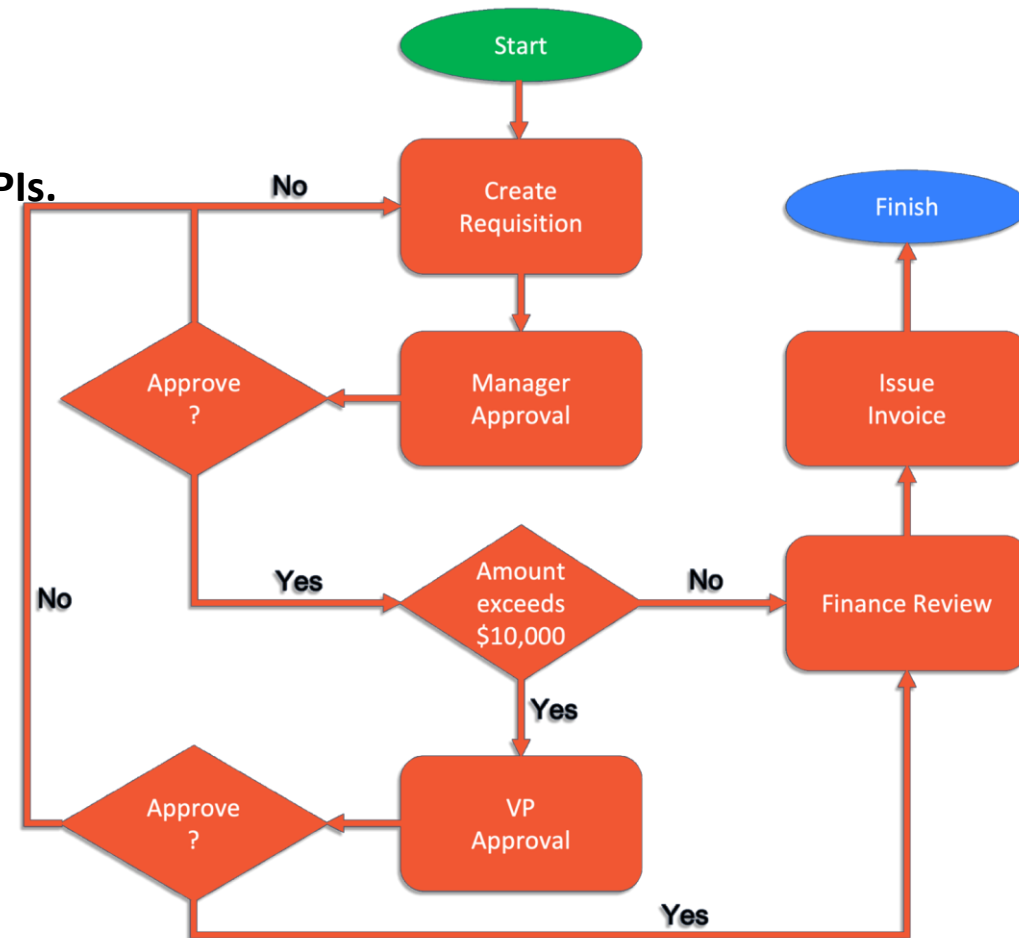 Start
PIs.
No
Create
Requisition
Finish
Approve
?
Manager
Approval
Issue
Invoice
Yes
Amount
exceeds
$10,000
No
Finance Review
No
Yes
Approve
?
VP
Approval
Yes